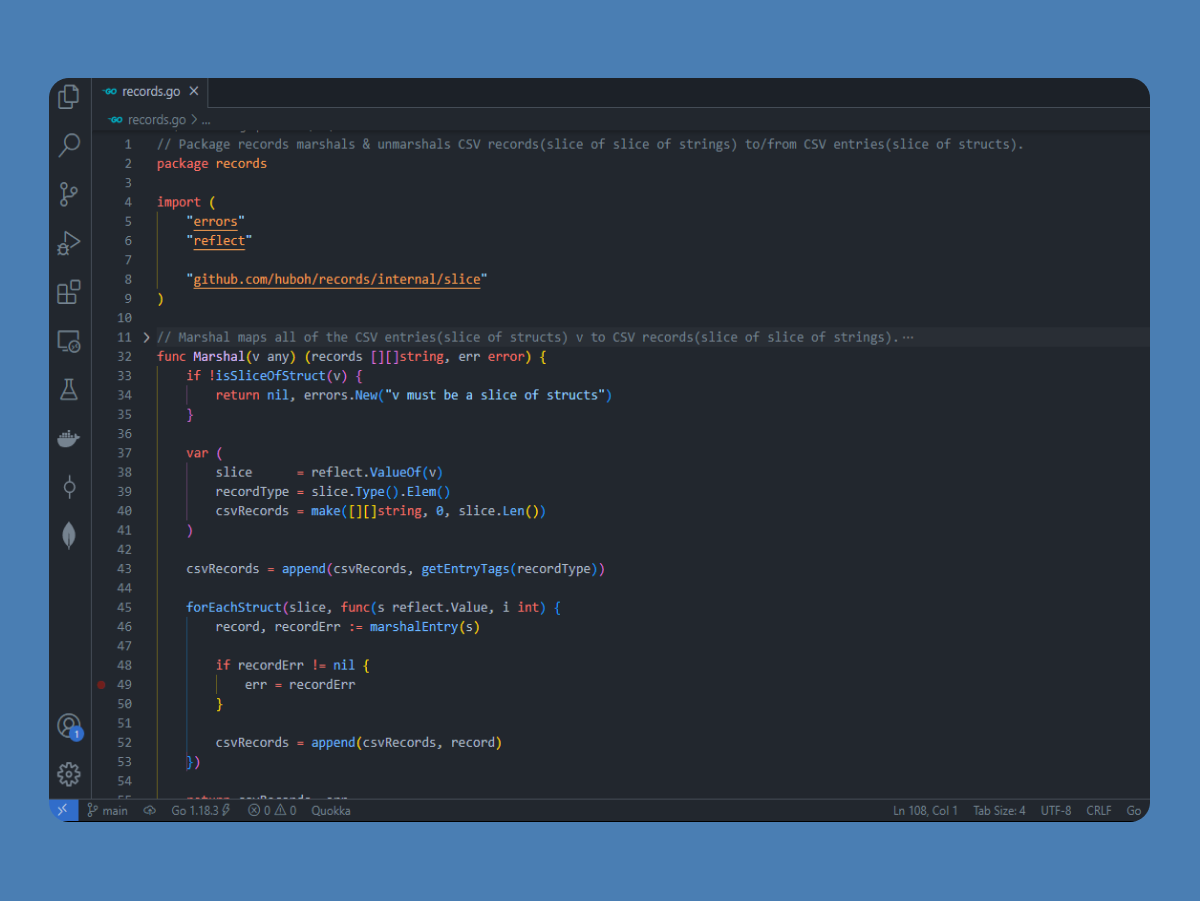 GO records.go ×
GO records.go > ...
1 // Package records marshals & unmarshals CSV records(slice of slice of strings) to/from CSV entries(slice of structs).
2 package records
3
4 import (
5 "errors"
6 "reflect"
7
8 "github.com/huboh/records/internal/slice"
9 )
10
11 > // Marshal maps all of the CSV entries(slice of structs) v to CSV records(slice of slice of strings). ...
32 func Marshal(v any) (records [][]string, err error) {
33 if !isSliceOfStruct(v) {
34 return nil, errors.New("v must be a slice of structs")
35 }
36
37 var (
38 slice = reflect.ValueOf(v)
39 recordType = slice.Type().Elem()
40 csvRecords = make([][]string, 0, slice.Len())
41 )
42
43 csvRecords = append(csvRecords, getEntryTags(recordType))
44
45 forEachStruct(slice, func(s reflect.Value, i int) {
46 record, recordErr := marshalEntry(s)
47
48 if recordErr != nil {
49 err = recordErr
50 }
51
52 csvRecords = append(csvRecords, record)
53 })
54
1
main Go 1.18.3 0 0 Quokka Ln 108, Col 1 Tab Size: 4 UTF-8 CRLF Go